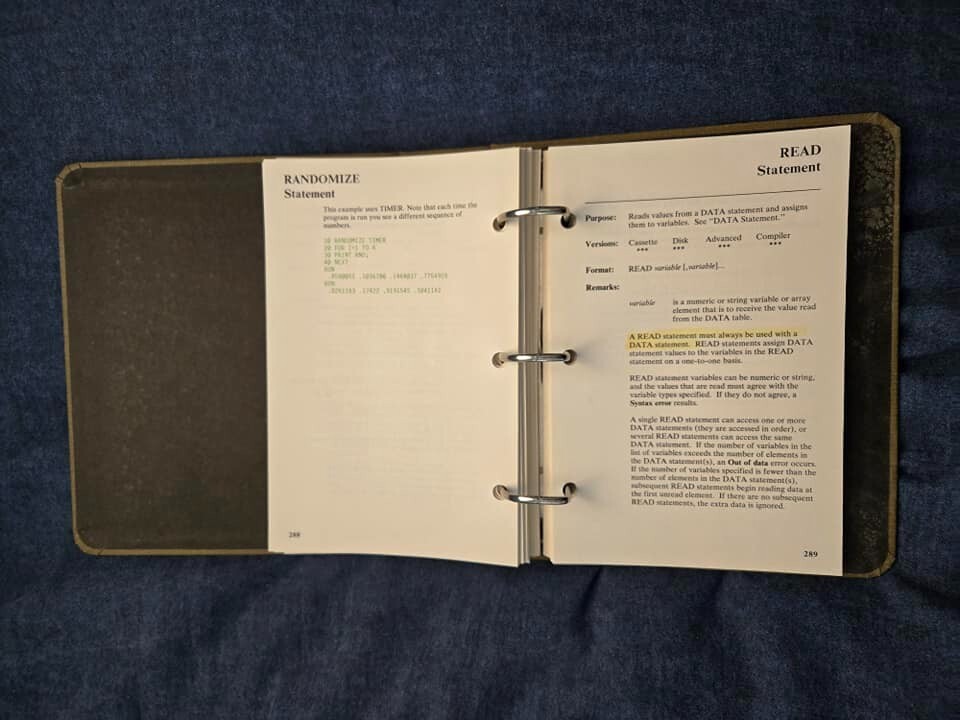 RANDOMIZE
Statement
This example uses TIMER. Note that each time the
program is run you see a different sequence of
numbers.
10 RANDOMIZE TIMER
20 FOR I=1 TO 4
30 PRINT RND;
40 NEXT
RUN
RUN
288
READ
Statement
Purpose: Reads values from a DATA statement and assigns
them to variables. See "DATA Statement."
Versions: Cassette Disk Advanced Compiler
*** *** *** ***
Format: READ variable [,variable]...
Remarks:
variable is a numeric or string variable or array
element that is to receive the value read
from the DATA table.
A READ statement must always be used with a
DATA statement. READ statements assign DATA
statement values to the variables in the READ
statement on a one-to-one basis.
READ statement variables can be numeric or string,
and the values that are read must agree with the
variable types specified. If they do not agree, a
Syntax error results.
A single READ statement can access one or more
DATA statements (they are accessed in order), or
several READ statements can access the same
DATA statement. If the number of variables in the
list of variables exceeds the number of elements in
the DATA statement(s), an Out of data error occurs.
If the number of variables specified is fewer than the
number of elements in the DATA statement(s),
subsequent READ statements begin reading data at
the first unread element. If there are no subsequent
READ statements, the extra data is ignored.
289